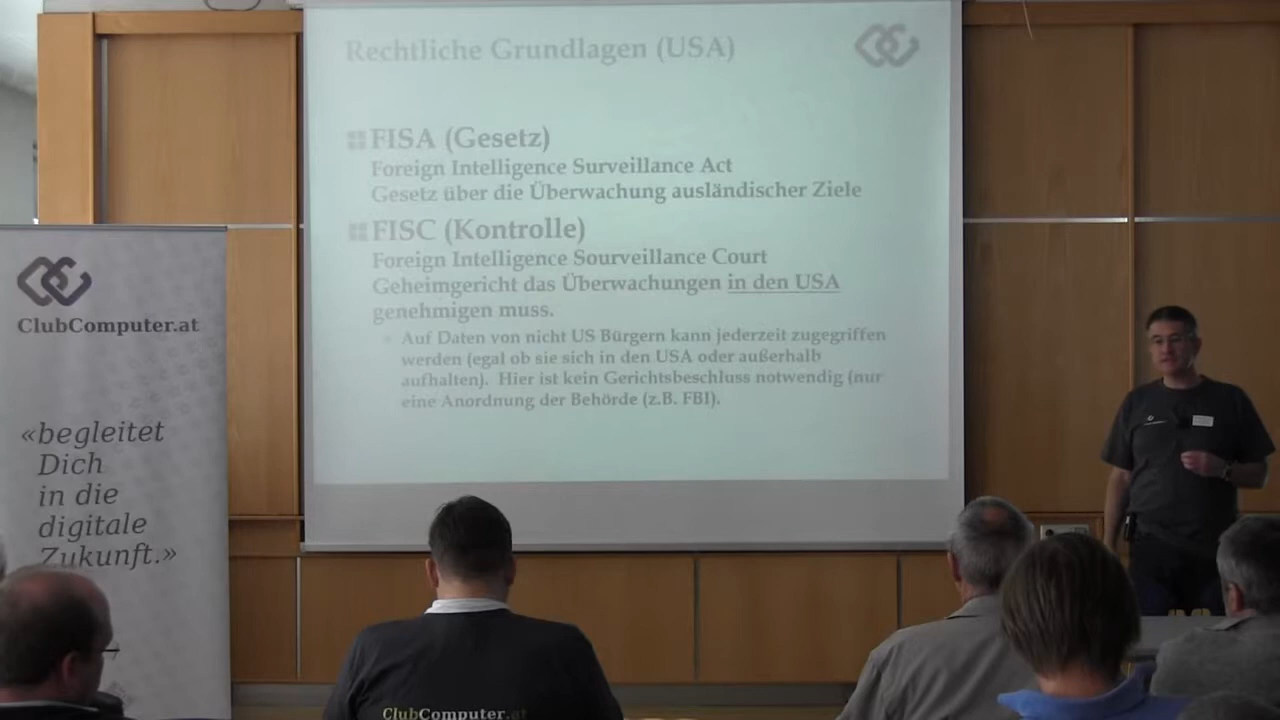 Rechtliche Grundlagen (USA)
FISA (Gesetz)
Foreign Intelligence Surveillance Act
Gesetz über die Überwachung ausländischer Ziele
FISC (Kontrolle)
Foreign Intelligence Sourveillance Court
Geheimgericht das Überwachungen in den USA
genehmigen muss.
Auf Daten von nicht US Bürgern kann jederzeit zugegriffen
werden (egal ob sie sich in den USA oder außerhalb
aufhalten). Hier ist kein Gerichtsbeschluss notwendig (nur
eine Anordnung der Behörde (z.B. FBI).
ClubComputer.at
«begleitet
Dich
in die
digitale
Zukunft.»
ClubComputer.at